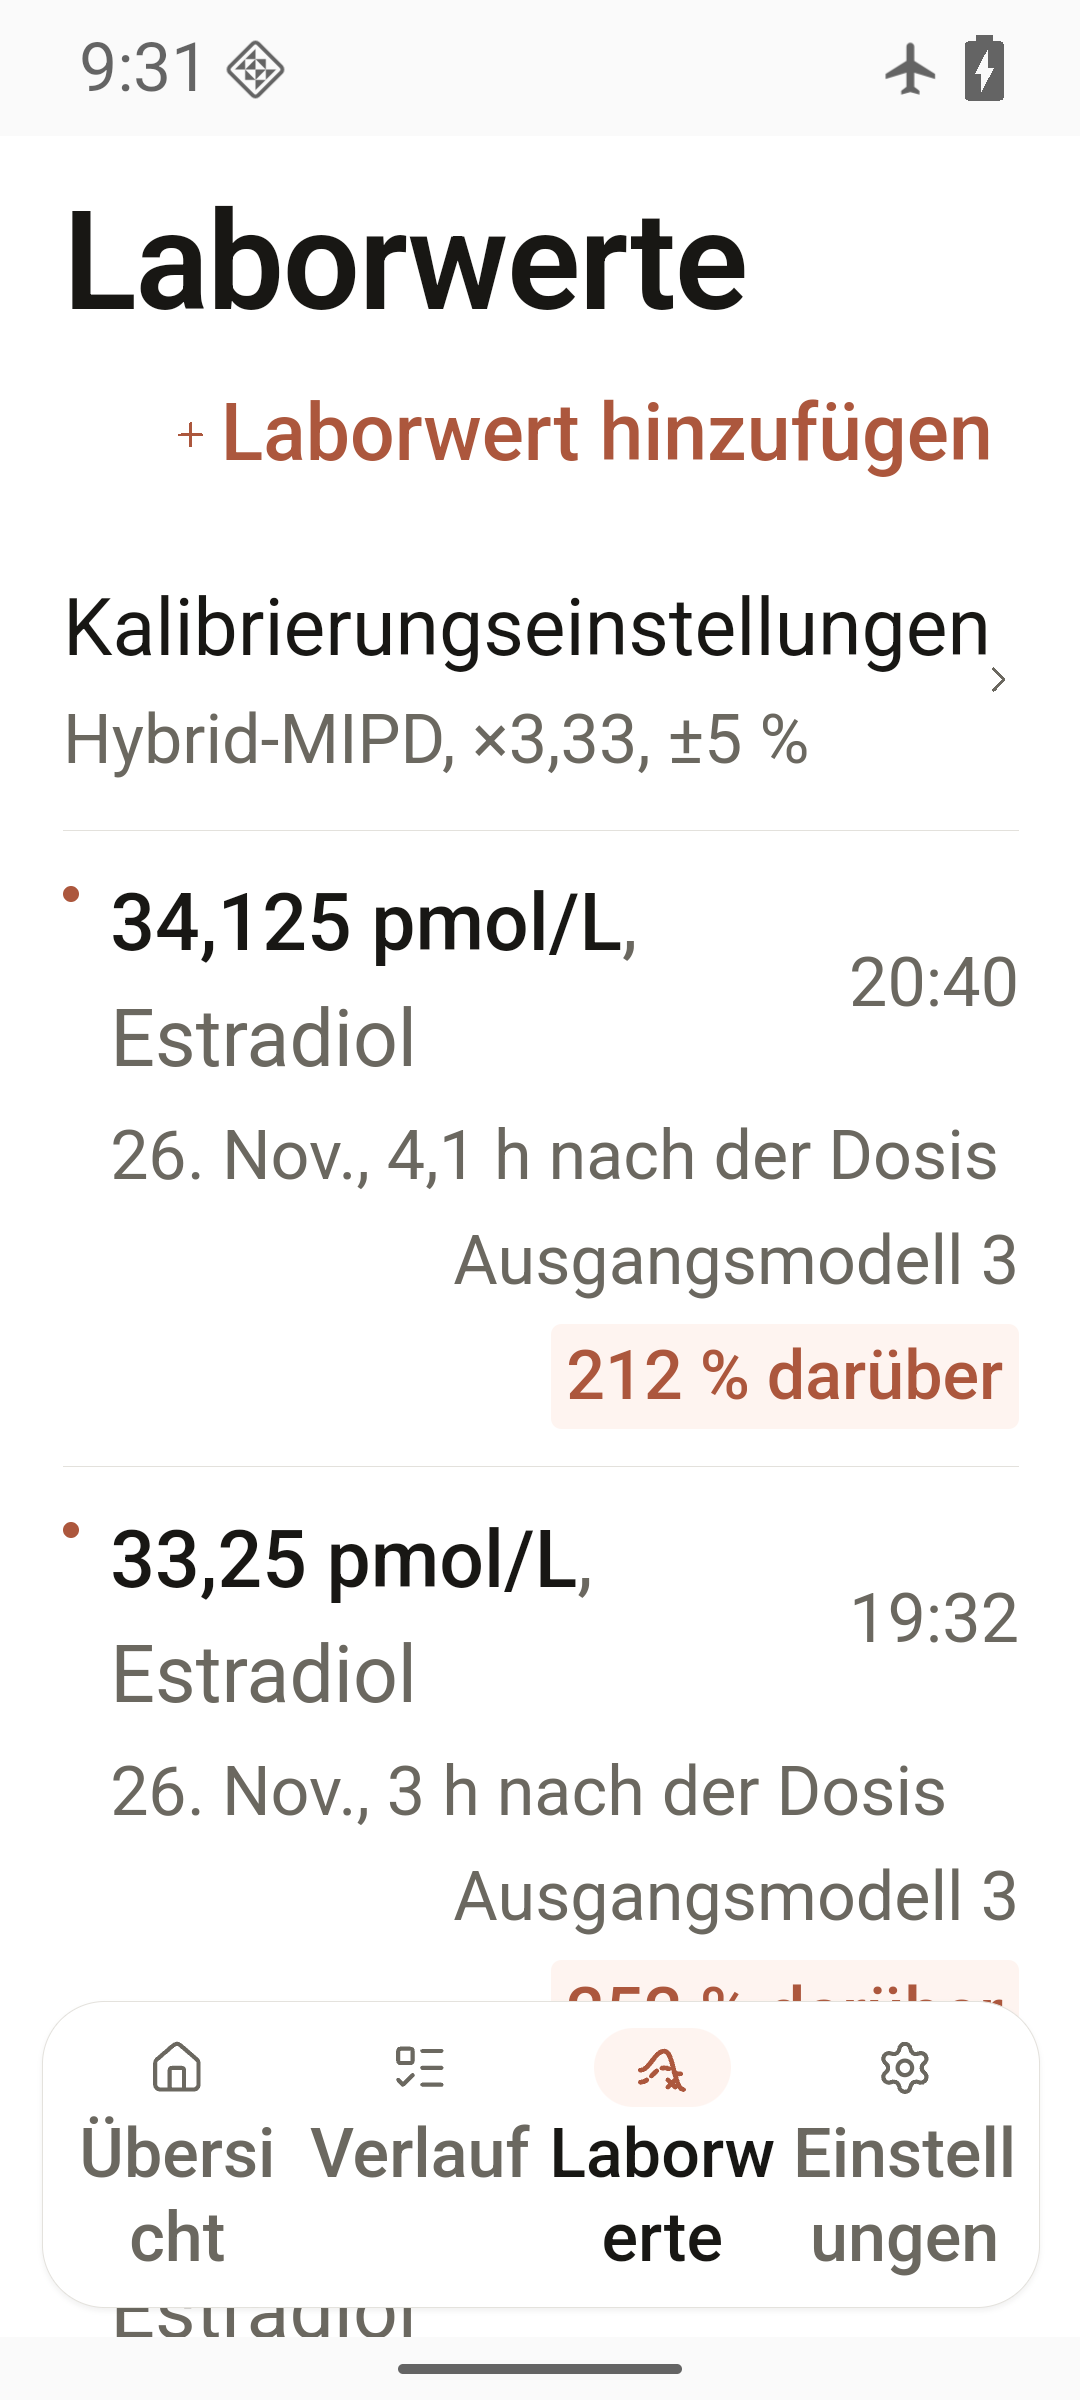 9:31
Laborwerte
+ Laborwert hinzufügen
Kalibrierungseinstellungen
Hybrid-MIPD, ×3,33, ±5 %
34,125 pmol/L,
Estradiol
20:40
26. Nov., 4,1 h nach der Dosis
Ausgangsmodell 3
212 % darüber
33,25 pmol/L,
Estradiol
19:32
26. Nov., 3 h nach der Dosis
Ausgangsmodell 3
% darüber
Übersi
cht
Verlauf
Laborw
erte
Einstell
ungen
Estradiol